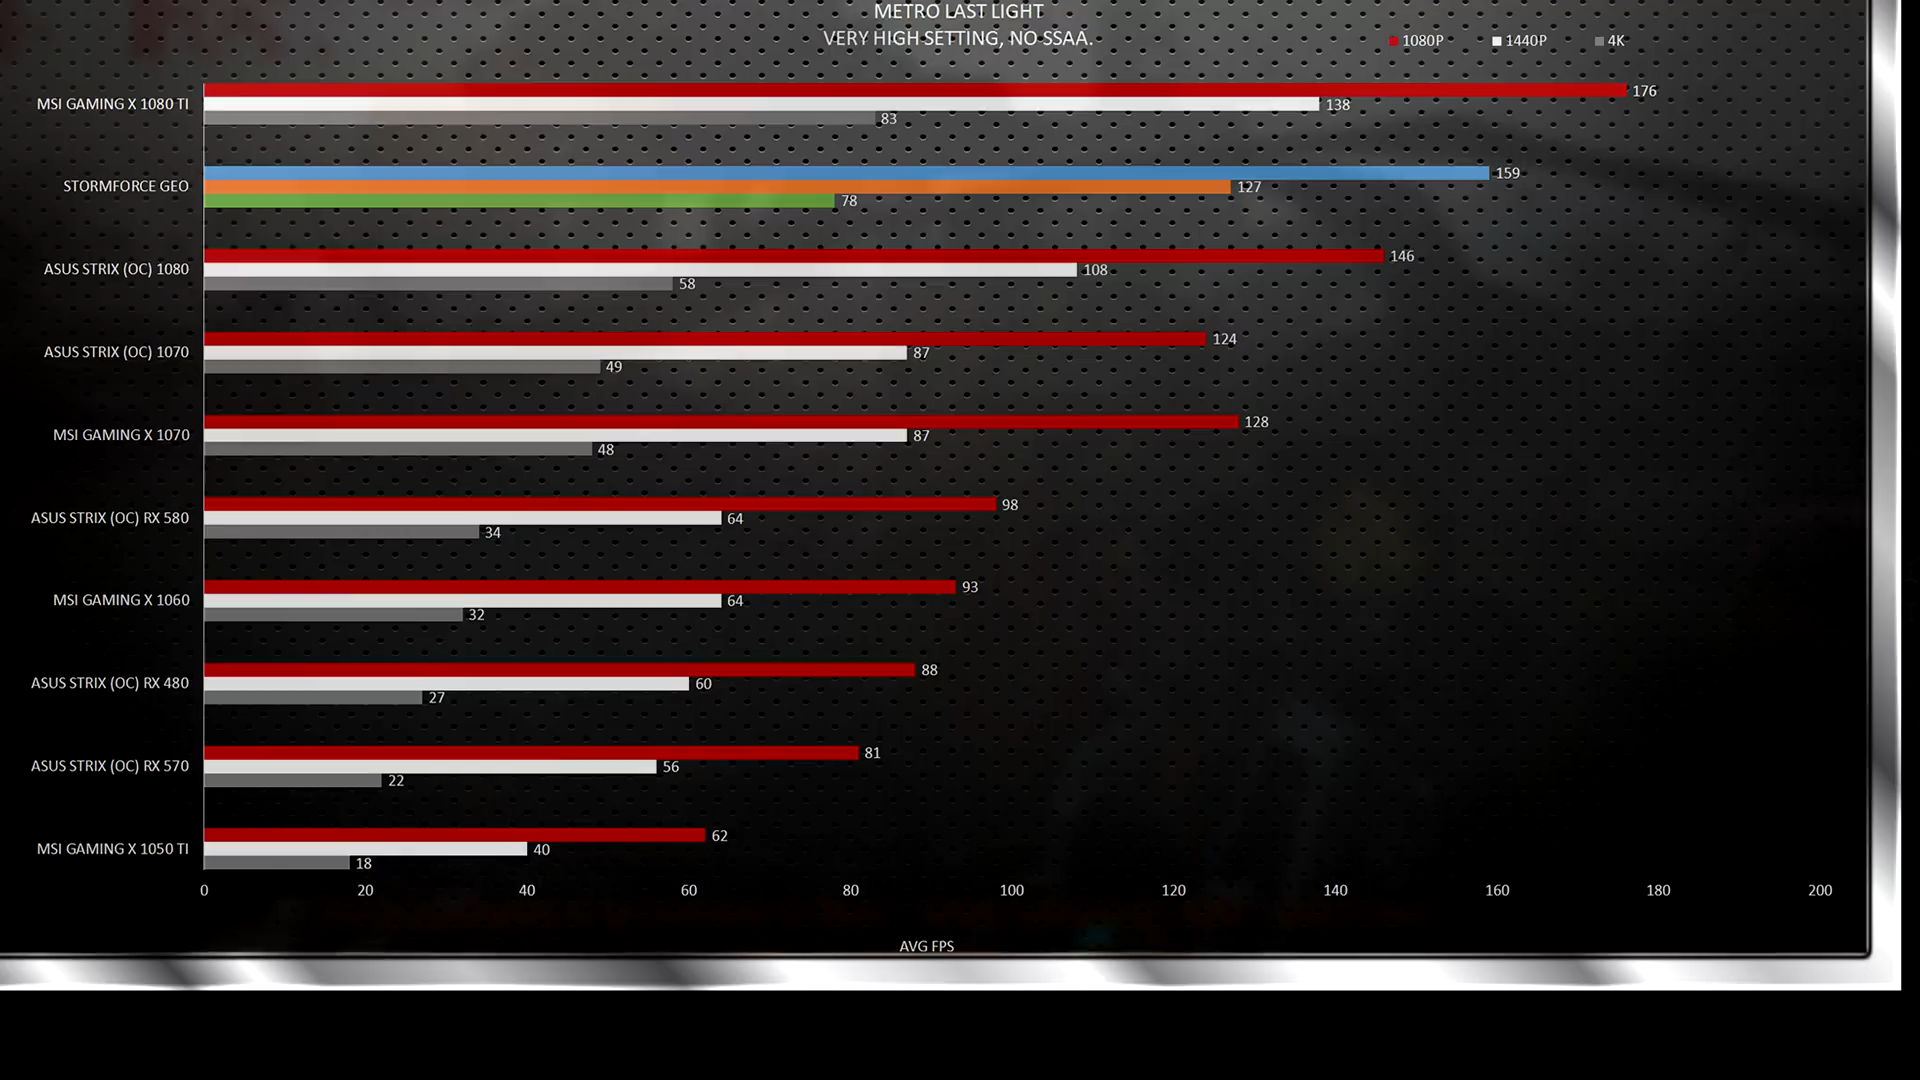 METRO LAST LIGHT
VERY HIGH SETTING, NO SSAA.
1080P 1440P 4K
MSI GAMING X 1080 TI
176
138
83
STORMFORCE GEO
159
127
78
ASUS STRIX (OC) 1080
146
108
58
ASUS STRIX (OC) 1070
124
87
49
MSI GAMING X 1070
128
87
48
ASUS STRIX (OC) RX 580
98
64
34
MSI GAMING X 1060
93
64
32
ASUS STRIX (OC) RX 480
88
60
27
ASUS STRIX (OC) RX 570
81
56
22
MSI GAMING X 1050 TI
62
40
18
0 20 40 60 80 100 120 140 160 180 200
AVG FPS